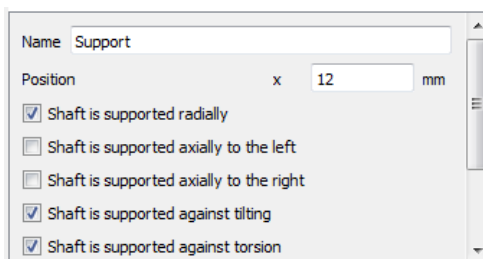 Name Support
Position x 12 mm
Shaft is supported radially
Shaft is supported axially to the left
Shaft is supported axially to the right
Shaft is supported against tilting
Shaft is supported against torsion